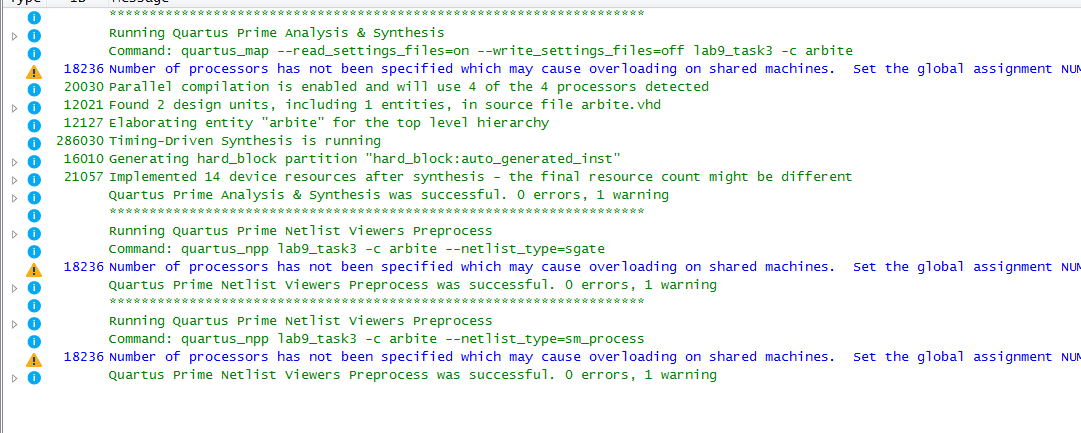 Type ID Message
********************************************************************
Running Quartus Prime Analysis & Synthesis
Command: quartus_map --read_settings_files=on --write_settings_files=off lab9_task3 -c arbite
18236 Number of processors has not been specified which may cause overloading on shared machines.  Set the global assignment NUM
20030 Parallel compilation is enabled and will use 4 of the 4 processors detected
12021 Found 2 design units, including 1 entities, in source file arbite.vhd
12127 Elaborating entity "arbite" for the top level hierarchy
286030 Timing-Driven Synthesis is running
16010 Generating hard_block partition "hard_block:auto_generated_inst"
21057 Implemented 14 device resources after synthesis - the final resource count might be different
Quartus Prime Analysis & Synthesis was successful. 0 errors, 1 warning
********************************************************************
Running Quartus Prime Netlist Viewers Preprocess
Command: quartus_npp lab9_task3 -c arbite --netlist_type=sgate
18236 Number of processors has not been specified which may cause overloading on shared machines.  Set the global assignment NUM
Quartus Prime Netlist Viewers Preprocess was successful. 0 errors, 1 warning
********************************************************************
Running Quartus Prime Netlist Viewers Preprocess
Command: quartus_npp lab9_task3 -c arbite --netlist_type=sm_process
18236 Number of processors has not been specified which may cause overloading on shared machines.  Set the global assignment NUM
Quartus Prime Netlist Viewers Preprocess was successful. 0 errors, 1 warning